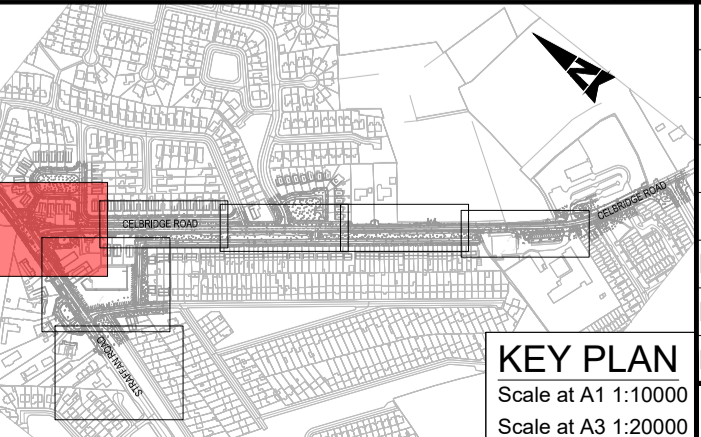 N
CELBRIDGE ROAD
CELBRIDGE ROAD
STRAFFAN ROAD
KEY PLAN
Scale at A1 1:10000
Scale at A3 1:20000